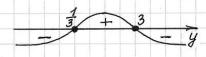 1/3 3
− + − y